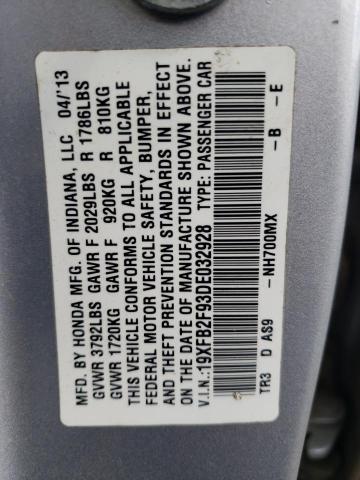 MFD. BY HONDA MFG. OF INDIANA, LLC 04/'13
GVWR 3792LBS GAWR F 2029LBS R 1786LBS
GVWR 1720KG GAWR F 920KG R 810KG
THIS VEHICLE CONFORMS TO ALL APPLICABLE
FEDERAL MOTOR VEHICLE SAFETY, BUMPER,
AND THEFT PREVENTION STANDARDS IN EFFECT
ON THE DATE OF MANUFACTURE SHOWN ABOVE.
V.I.N.:19XFB2F93DE032928 TYPE: PASSENGER CAR
TR3 D AS9 -NH700MX -B -E